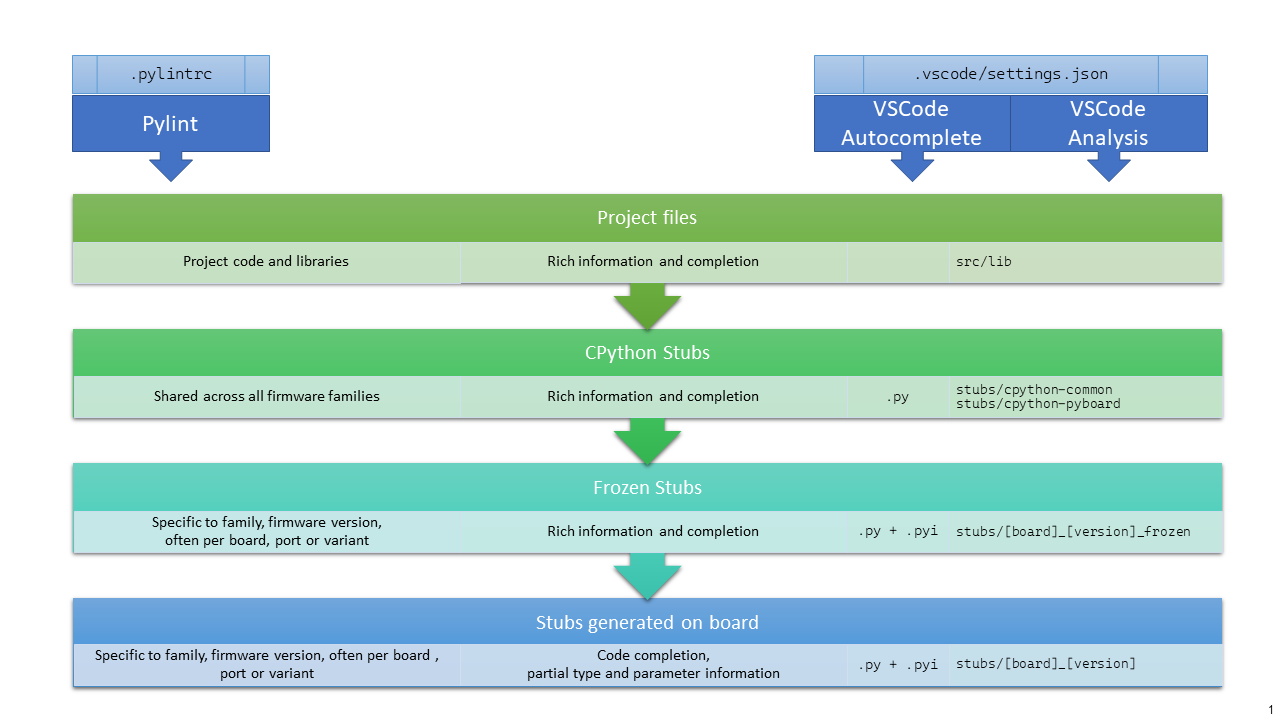 .pylintrc
.vscode/settings.json
Pylint
VSCode
Autocomplete
VSCode
Analysis
Project files
Project code and libraries
Rich information and completion
src/lib
CPython Stubs
Shared across all firmware families
Rich information and completion
.py
stubs/cpython-common
stubs/cpython-pyboard
Frozen Stubs
Specific to family, firmware version,
often per board, port or variant
Rich information and completion
.py + .pyi
stubs/[board]_[version]_frozen
Stubs generated on board
Specific to family, firmware version, often per board ,
port or variant
Code completion,
partial type and parameter information
.py + .pyi
stubs/[board]_[version]
1